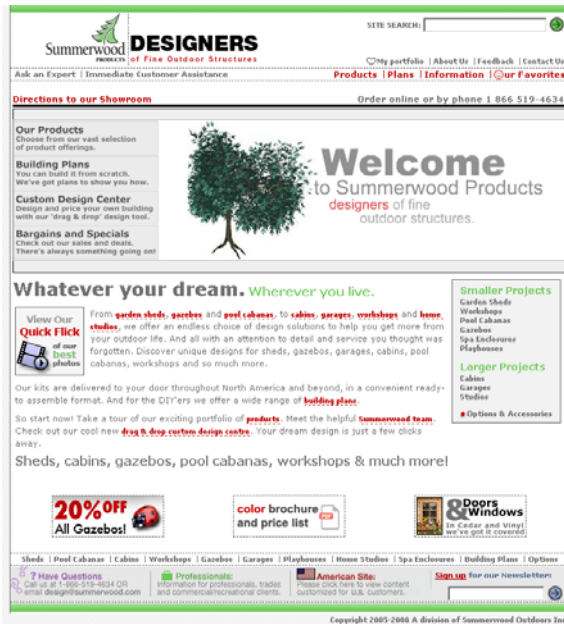 Summerwood
PRODUCTS
DESIGNERS
of Fine Outdoor Structures
SITE SEARCH:
My portfolio | About Us | Feedback | Contact Us
Ask an Expert | Immediate Customer Assistance
Products | Plans | Information | Our Favorites
Directions to our Showroom
Order online or by phone 1 866 519-4634
Our Products
Choose from our vast selection
of product offerings.
Building Plans
You can build it from scratch.
We've got plans to show you how.
Custom Design Center
Design and price your own building
with our 'drag & drop' design tool.
Bargains and Specials
Check out our sales and deals.
There's always something going on!
Welcome
to Summerwood Products
designers of fine
outdoor structures.
Whatever your dream. Wherever you live.
View Our
Quick Flick
of our
best
photos
From garden sheds, gazebos and pool cabanas, to cabins, garages, workshops and home
studios, we offer an endless choice of design solutions to help you get more from
your outdoor life. And all with an attention to detail and service you thought was
forgotten. Discover unique designs for sheds, gazebos, garages, cabins, pool
cabanas, workshops and so much more.
Our kits are delivered to your door throughout North America and beyond, in a convenient ready-
to assemble format. And for the DIY'ers we offer a wide range of building plans.
So start now! Take a tour of our exciting portfolio of products. Meet the helpful Summerwood team.
Check out our cool new drag & drop custom design centre. Your dream design is just a few clicks
away.
Sheds, cabins, gazebos, pool cabanas, workshops & much more!
Smaller Projects
Garden Sheds
Workshops
Pool Cabanas
Gazebos
Spa Enclosures
Playhouses
Larger Projects
Cabins
Garages
Studios
Options & Accessories
20% OFF
All Gazebos!
color brochure
and price list
PDF
Doors
& Windows
In Cedar and Vinyl
we've got it covered!
Sheds | Pool Cabanas | Cabins | Workshops | Gazebos | Garages | Playhouses | Home Studios | Spa Enclosures | Building Plans | Options
? Have Questions
Call us at 1-866-519-4634 OR
email design@summerwood.com
Professionals:
Information for professionals, trades
and commercial/recreational clients.
American Site:
Please click here to view content
customized for U.S. customers.
Sign up for our Newsletter:
Copyright 2005-2008 A division of Summerwood Outdoors Inc